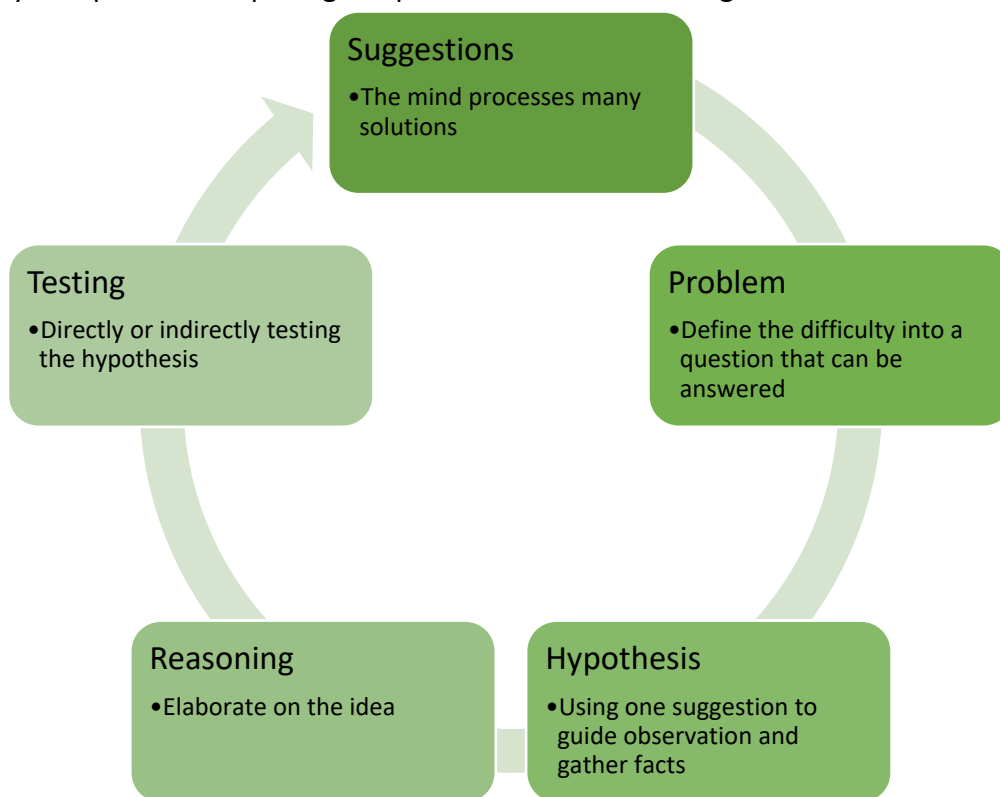 Suggestions
•The mind processes many
solutions
Problem
•Define the difficulty into a
question that can be
answered
Hypothesis
•Using one suggestion to
guide observation and
gather facts
Reasoning
•Elaborate on the idea
Testing
•Directly or indirectly testing
the hypothesis